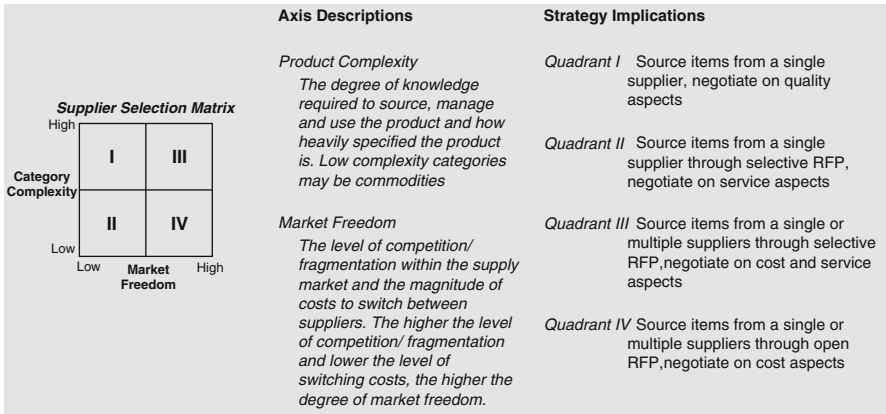 Axis Descriptions
Product Complexity
The degree of knowledge
required to source, manage
and use the product and how
heavily specified the product
is. Low complexity categories
may be commodities
Market Freedom
The level of competition/
fragmentation within the supply
market and the magnitude of
costs to switch between
suppliers. The higher the level
of competition/ fragmentation
and lower the level of
switching costs, the higher the
degree of market freedom.
Strategy Implications
Quadrant I Source items from a single
supplier, negotiate on quality
aspects
Quadrant II Source items from a single
supplier through selective RFP,
negotiate on service aspects
Quadrant III Source items from a single or
multiple suppliers through selective
RFP,negotiate on cost and service
aspects
Quadrant IV Source items from a single or
multiple suppliers through open
RFP,negotiate on cost aspects
Supplier Selection Matrix
High
I III
Category
Complexity
II IV
Low
Low Market High
Freedom